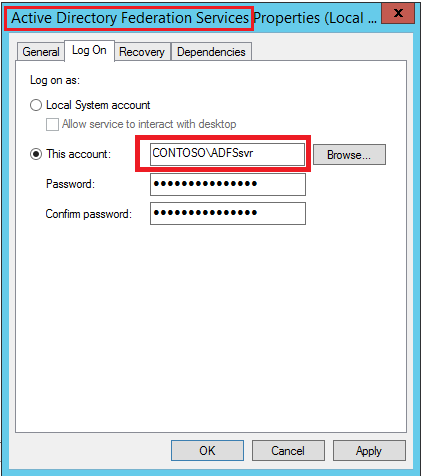 Active Directory Federation Services Properties (Local ...
General Log On Recovery Dependencies
Log on as:
Local System account
Allow service to interact with desktop
This account: CONTOSO\ADFSsvr Browse...
Password: •••••••••••••••
Confirm password: •••••••••••••••
OK Cancel Apply